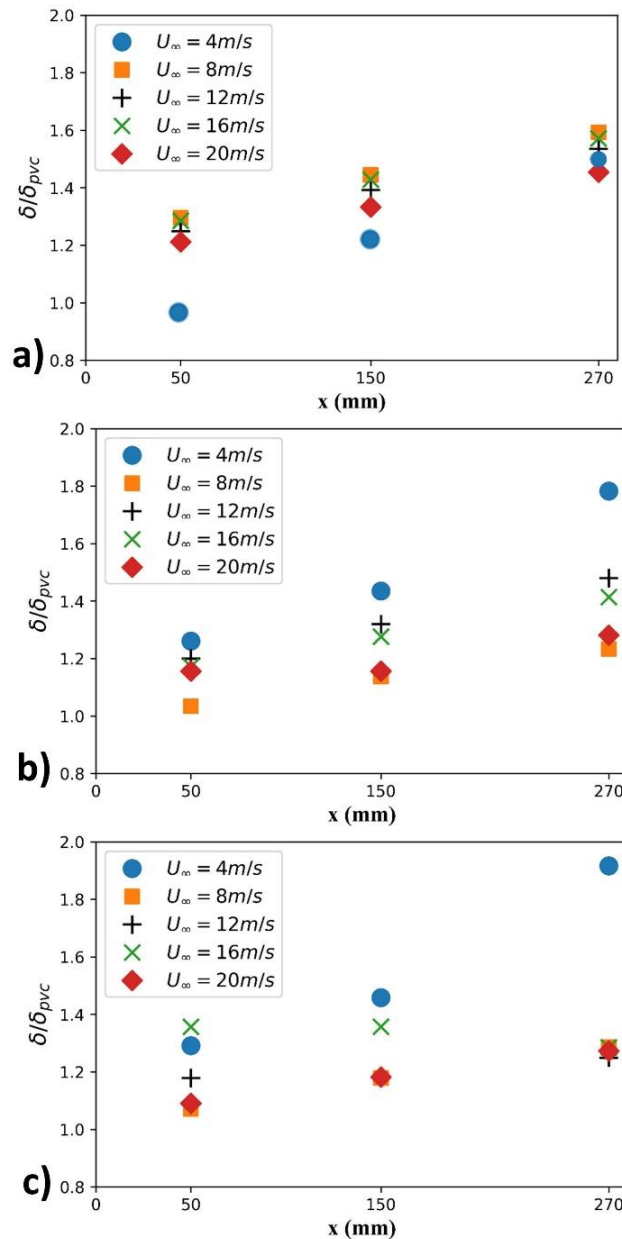 2.0
1.8
1.6
1.4
1.2
1.0
0.8
δ/δpvc
U∞ = 4m/s
U∞ = 8m/s
U∞ = 12m/s
U∞ = 16m/s
U∞ = 20m/s
0 50 150 270
x (mm)
a)
2.0
1.8
1.6
1.4
1.2
1.0
0.8
δ/δpvc
U∞ = 4m/s
U∞ = 8m/s
U∞ = 12m/s
U∞ = 16m/s
U∞ = 20m/s
0 50 150 270
x (mm)
b)
2.0
1.8
1.6
1.4
1.2
1.0
0.8
δ/δpvc
U∞ = 4m/s
U∞ = 8m/s
U∞ = 12m/s
U∞ = 16m/s
U∞ = 20m/s
0 50 150 270
x (mm)
c)